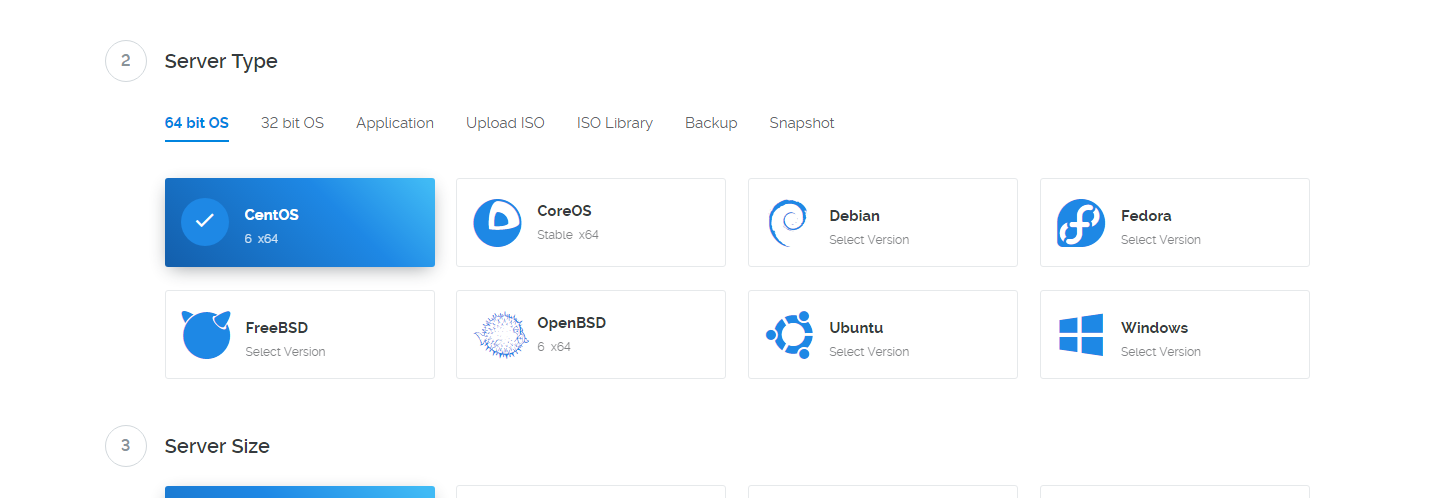 2 Server Type
64 bit OS 32 bit OS Application Upload ISO ISO Library Backup Snapshot
CentOS
6 x64
CoreOS
Stable x64
Debian
Select Version
Fedora
Select Version
FreeBSD
Select Version
OpenBSD
6 x64
Ubuntu
Select Version
Windows
Select Version
3 Server Size